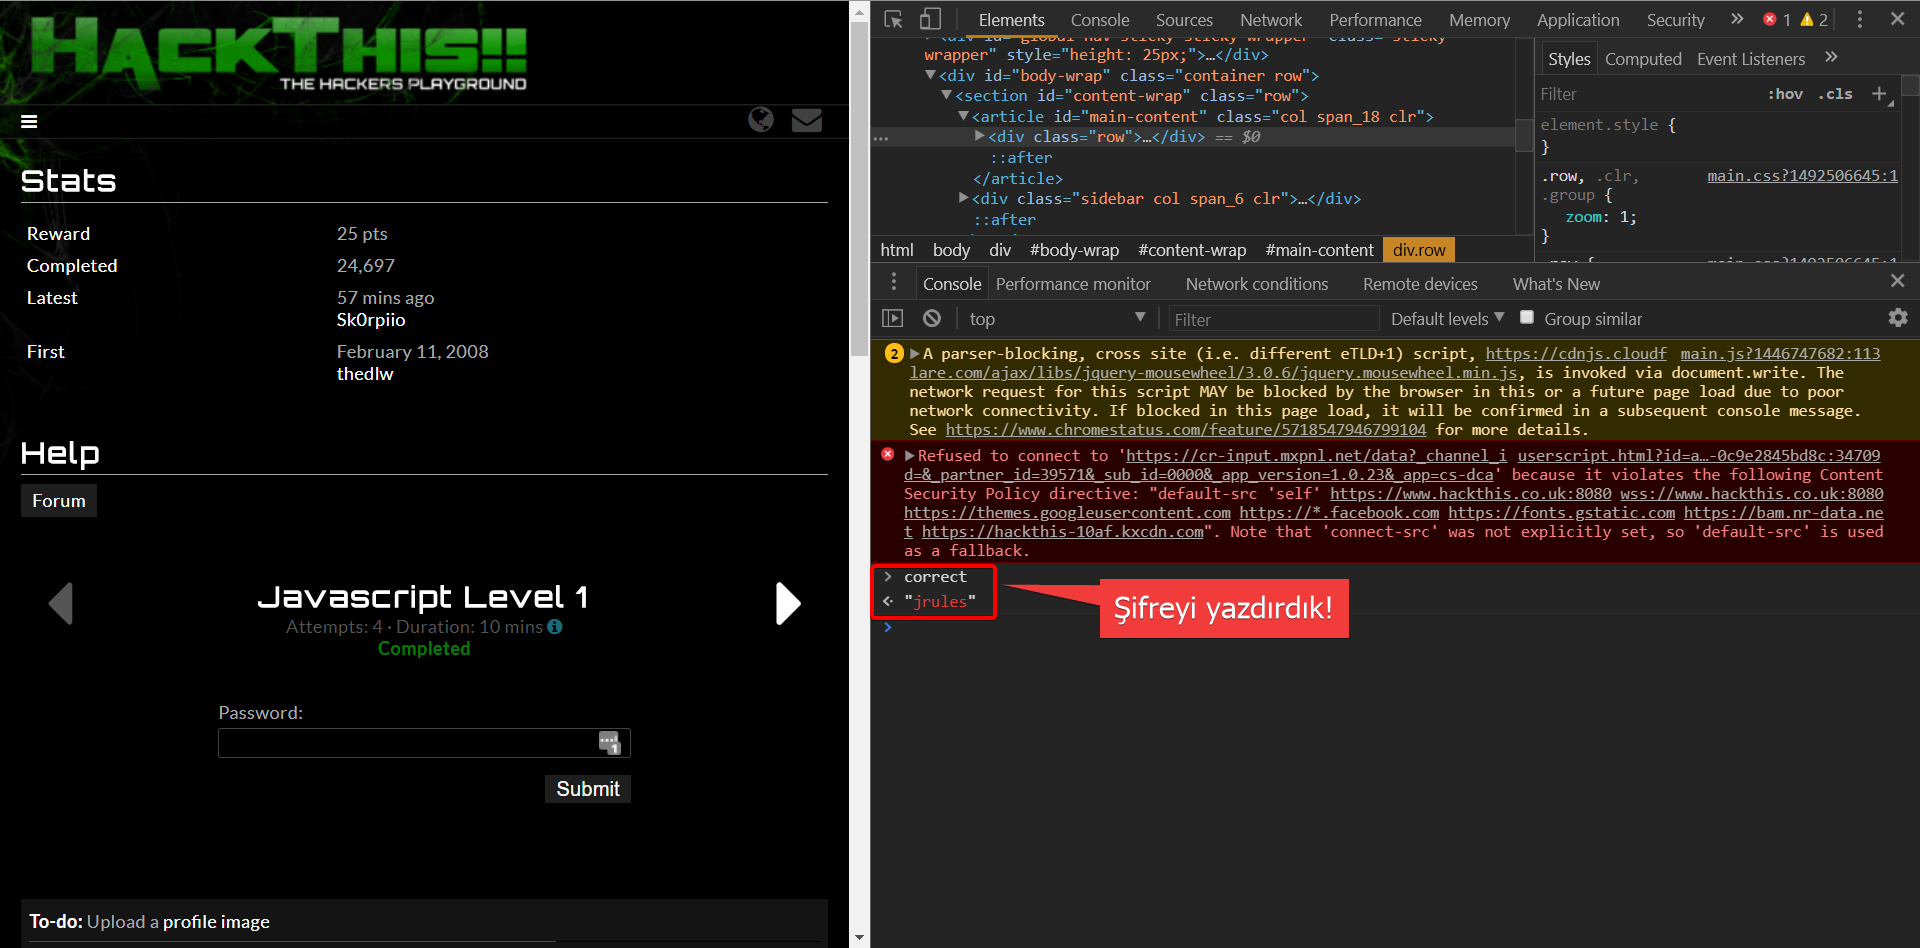 HACKTHIS!!
THE HACKERS PLAYGROUND
Stats
Reward 25 pts
Completed 24,697
Latest 57 mins ago
Sk0rpiio
First February 11, 2008
thedlw
Help
Forum
Javascript Level 1
Attempts: 4 · Duration: 10 mins
Completed
Password:
1
Submit
To-do: Upload a profile image
Elements Console Sources Network Performance Memory Application Security » 1 2
wrapper" style="height: 25px;">…</div>
<div id="body-wrap" class="container row">
<section id="content-wrap" class="row">
<article id="main-content" class="col span_18 clr">
… <div class="row">…</div> == $0
::after
</article>
<div class="sidebar col span_6 clr">…</div>
::after
html body div #body-wrap #content-wrap #main-content div.row
Styles Computed Event Listeners »
Filter :hov .cls +
element.style {
}
.row, .clr, main.css?1492506645:1
.group {
zoom: 1;
}
Console Performance monitor Network conditions Remote devices What's New
top Filter Default levels Group similar
2 A parser-blocking, cross site (i.e. different eTLD+1) script, https://cdnjs.cloudf main.js?1446747682:113
lare.com/ajax/libs/jquery-mousewheel/3.0.6/jquery.mousewheel.min.js, is invoked via document.write. The
network request for this script MAY be blocked by the browser in this or a future page load due to poor
network connectivity. If blocked in this page load, it will be confirmed in a subsequent console message.
See https://www.chromestatus.com/feature/5718547946799104 for more details.
Refused to connect to 'https://cr-input.mxpnl.net/data?_channel_i userscript.html?id=a…-0c9e2845bd8c:34709
d=&_partner_id=39571&_sub_id=0000&_app_version=1.0.23&_app=cs-dca' because it violates the following Content
Security Policy directive: "default-src 'self' https://www.hackthis.co.uk:8080 wss://www.hackthis.co.uk:8080
https://themes.googleusercontent.com https://*.facebook.com https://fonts.gstatic.com https://bam.nr-data.ne
t https://hackthis-10af.kxcdn.com". Note that 'connect-src' was not explicitly set, so 'default-src' is used
as a fallback.
> correct
"jrules"
>
Şifreyi yazdırdık!